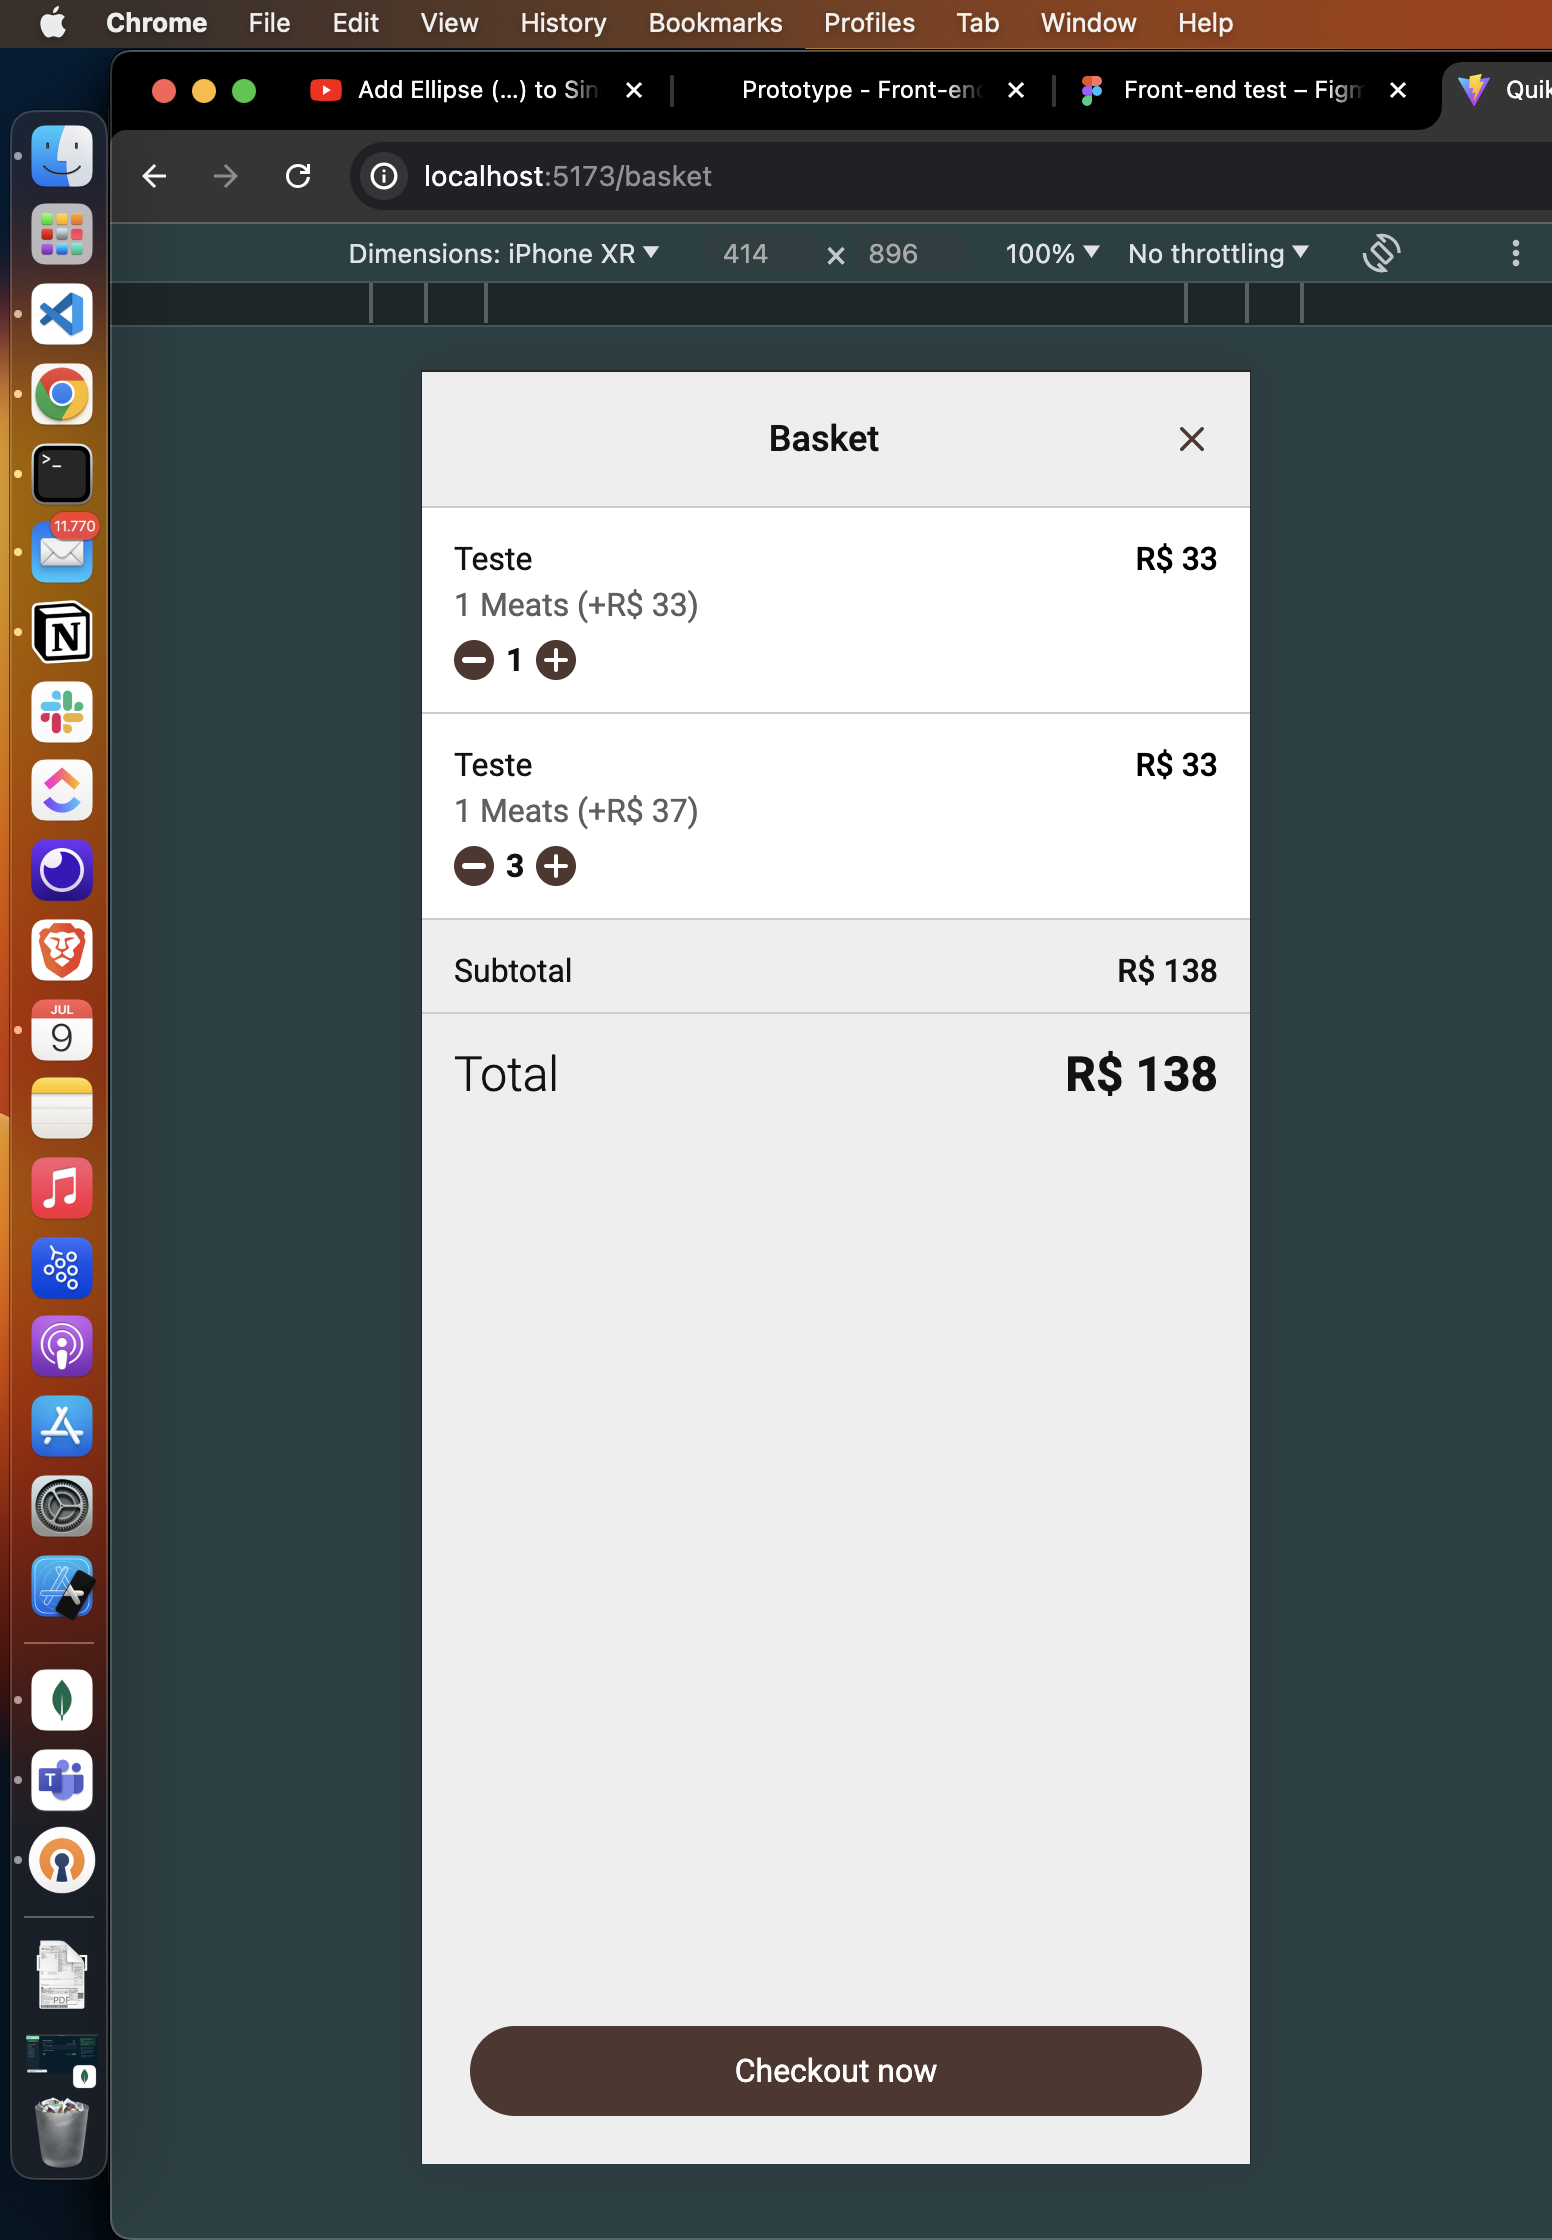 Chrome File Edit View History Bookmarks Profiles Tab Window Help
Add Ellipse (...) to Sin
Prototype - Front-end
Front-end test – Figm
Quik
localhost:5173/basket
Dimensions: iPhone XR 414 × 896 100% No throttling
Basket
Teste R$ 33
1 Meats (+R$ 33)
1
Teste R$ 33
1 Meats (+R$ 37)
3
Subtotal R$ 138
Total R$ 138
Checkout now
>_
11.770
N
JUL
9
T
PDF